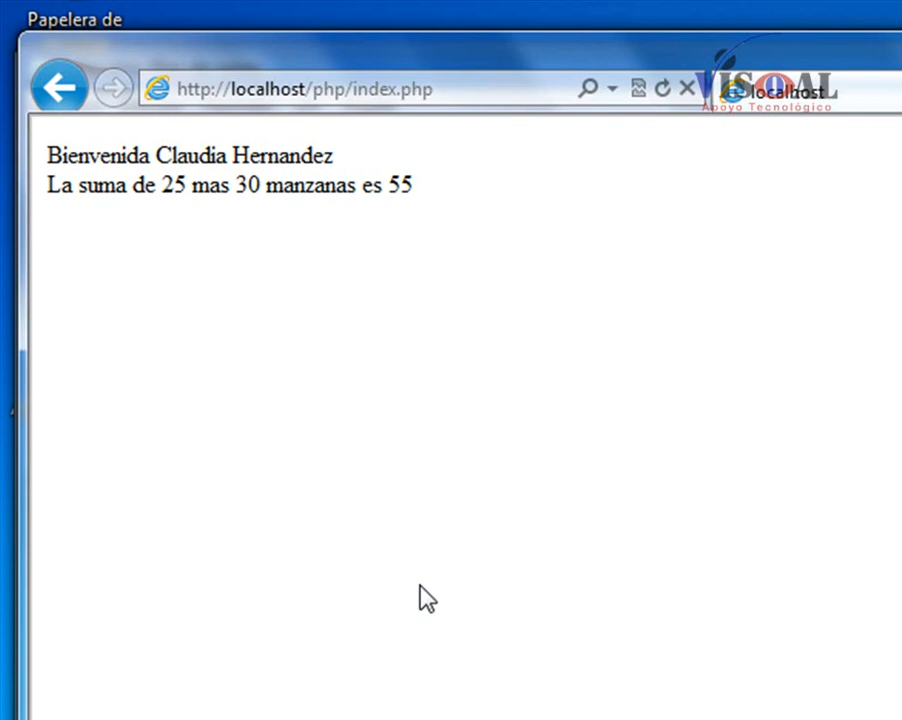 Papelera de
http://localhost/php/index.php
VISUAL
localhost
Apoyo Tecnológico
Bienvenida Claudia Hernandez
La suma de 25 mas 30 manzanas es 55